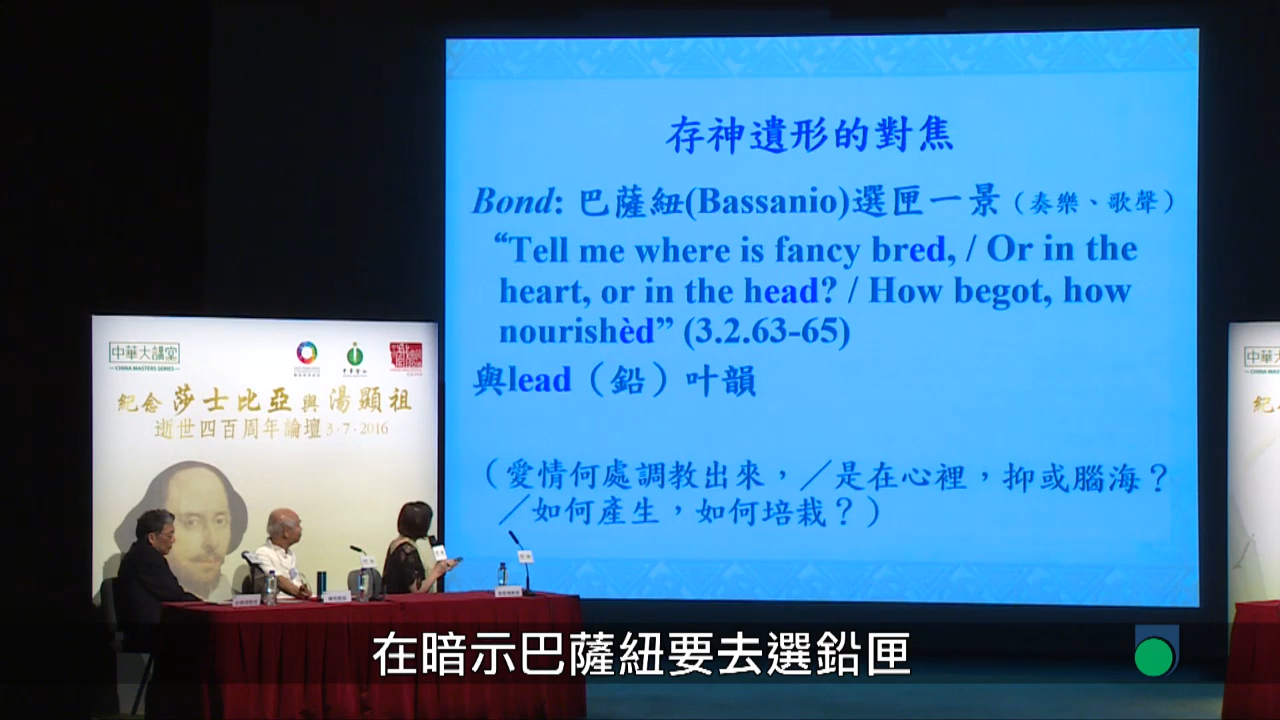 存神遺形的對焦
Bond: 巴薩紐(Bassanio)選匣一景（奏樂、歌聲）
“Tell me where is fancy bred, / Or in the
heart, or in the head? / How begot, how
nourishèd” (3.2.63-65)
與lead（鉛）叶韻
（愛情何處調教出來，／是在心裡，抑或腦海？
／如何產生，如何培栽？）
中華大講堂
CHINA MASTERS SERIES
紀念莎士比亞與湯顯祖
逝世四百周年論壇 3·7·2016
中華大
紀念
在暗示巴薩紐要去選鉛匣